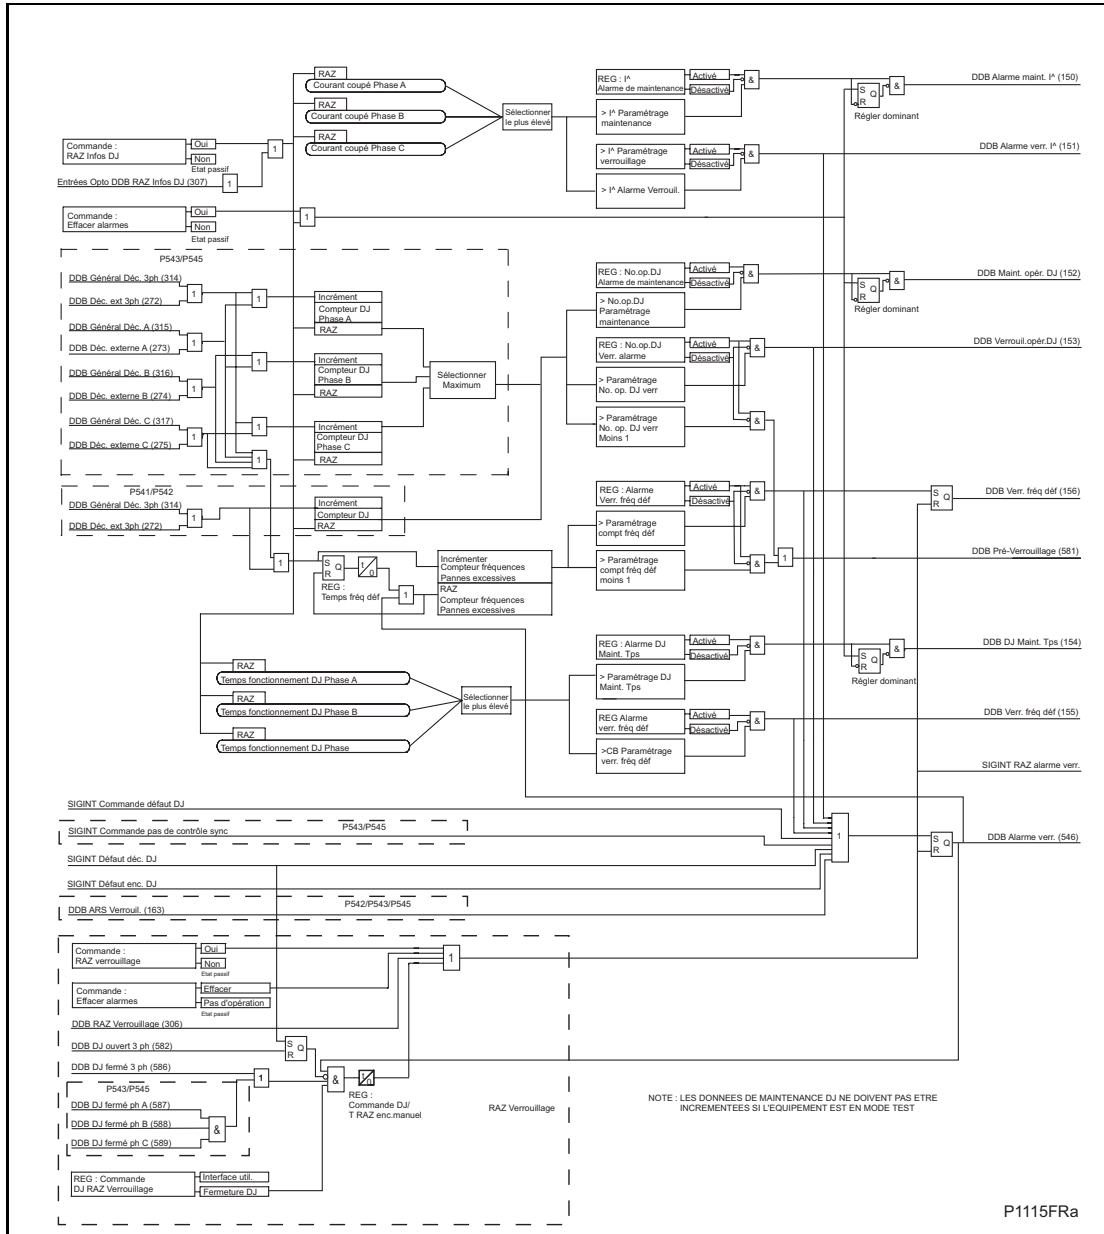 RAZ
Courant coupé Phase A
RAZ
Courant coupé Phase B
RAZ
Courant coupé Phase C
Sélectionner
le plus élevé
REG : I^
Alarme de maintenance
Activé
Désactivé
&
> I^ Paramétrage
maintenance
S
R
Q
&
Régler dominant
DDB Alarme maint. I^ (150)
Commande :
RAZ Infos DJ
Oui
Non
Etat passif
1
Entrées Opto DDB RAZ Infos DJ (307)
1
> I^ Paramétrage
verrouillage
Activé
Désactivé
&
> I^ Alarme Verrouil.
DDB Alarme verr. I^ (151)
Commande :
Effacer alarmes
Oui
Non
Etat passif
1
P543/P545
DDB Général Déc. 3ph (314)
DDB Déc. ext 3ph (272)
1
1
DDB Général Déc. A (315)
DDB Déc. externe A (273)
1
DDB Général Déc. B (316)
DDB Déc. externe B (274)
1
1
DDB Général Déc. C (317)
DDB Déc. externe C (275)
1
1
1
Incrément
Compteur DJ
Phase A
RAZ
Incrément
Compteur DJ
Phase B
RAZ
Incrément
Compteur DJ
Phase C
RAZ
Sélectionner
Maximum
REG : No.op.DJ
Alarme de maintenance
Activé
Désactivé
&
> No.op.DJ
Paramétrage
maintenance
S
R
Q
&
Régler dominant
DDB Maint. opér. DJ (152)
REG : No.op.DJ
Verr. alarme
Activé
Désactivé
&
> Paramétrage
No. op. DJ verr
> Paramétrage
No. op. DJ verr
Moins 1
&
DDB Verrouil.opér.DJ (153)
P541/P542
DDB Général Déc. 3ph (314)
DDB Déc. ext 3ph (272)
1
Incrément
Compteur DJ
RAZ
REG : Alarme
Verr. fréq déf
Activé
Désactivé
&
> Paramétrage
compt fréq déf
> Paramétrage
compt fréq déf
moins 1
&
1
S
R
Q
DDB Verr. fréq déf (156)
DDB Pré-Verrouillage (581)
1
S
R
Q
t
0
REG :
Temps fréq déf
1
Incrémenter
Compteur fréquences
Pannes excessives
RAZ
Compteur fréquences
Pannes excessives
REG : Alarme DJ
Maint. Tps
Activé
Désactivé
&
> Paramétrage DJ
Maint. Tps
S
R
Q
&
Régler dominant
DDB DJ Maint. Tps (154)
RAZ
Temps fonctionnement DJ Phase A
RAZ
Temps fonctionnement DJ Phase B
RAZ
Temps fonctionnement DJ Phase
Sélectionner
le plus élevé
REG Alarme
verr. fréq déf
Activé
Désactivé
&
>CB Paramétrage
verr. fréq déf
DDB Verr. fréq déf (155)
SIGINT RAZ alarme verr.
SIGINT Commande défaut DJ
P543/P545
SIGINT Commande pas de contrôle sync
1
S
R
Q
DDB Alarme verr. (546)
SIGINT Défaut déc. DJ
SIGINT Défaut enc. DJ
P542/P543/P545
DDB ARS Verrouil. (163)
Commande :
RAZ verrouillage
Oui
Non
Etat passif
1
Commande :
Effacer alarmes
Effacer
Pas d'opération
Etat passif
DDB RAZ Verrouillage (306)
DDB DJ ouvert 3 ph (582)
S
R
Q
DDB DJ fermé 3 ph (586)
1
&
t
0
REG :
Commande DJ/
T RAZ enc.manuel
RAZ Verrouillage
P543/P545
DDB DJ fermé ph A (587)
DDB DJ fermé ph B (588)
DDB DJ fermé ph C (589)
&
REG : Commande
DJ RAZ Verrouillage
Interface util.
Fermeture DJ
NOTE : LES DONNEES DE MAINTENANCE DJ NE DOIVENT PAS ETRE
INCREMENTEES SI L'EQUIPEMENT EST EN MODE TEST
P1115FRa